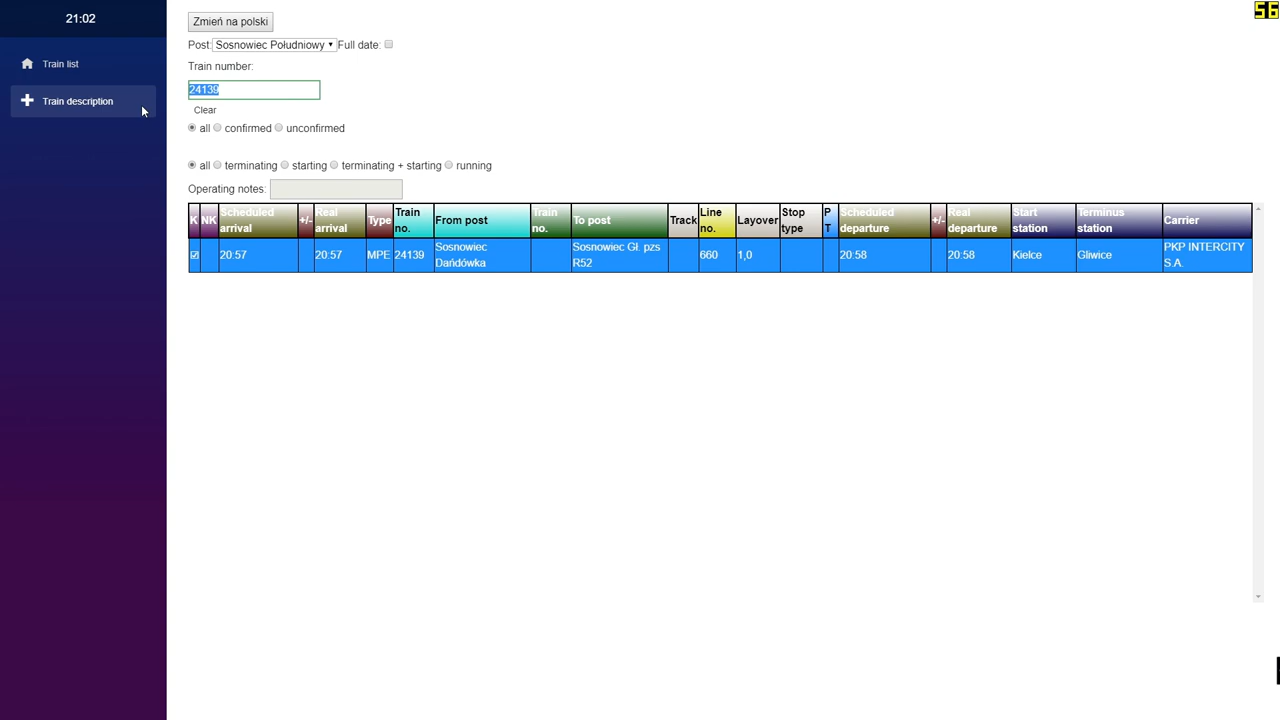 21:02
Train list
Train description
Zmień na polski
Post: Sosnowiec Południowy Full date:
Train number:
24139
Clear
all confirmed unconfirmed
all terminating starting terminating + starting running
Operating notes:
K NK Scheduled arrival +/- Real arrival Type Train no. From post Train no. To post Track Line no. Layover Stop type P T Scheduled departure +/- Real departure Start station Terminus station Carrier
20:57 20:57 MPE 24139 Sosnowiec Dańdówka Sosnowiec Gł. pzs R52 660 1,0 20:58 20:58 Kielce Gliwice PKP INTERCITY S.A.
56